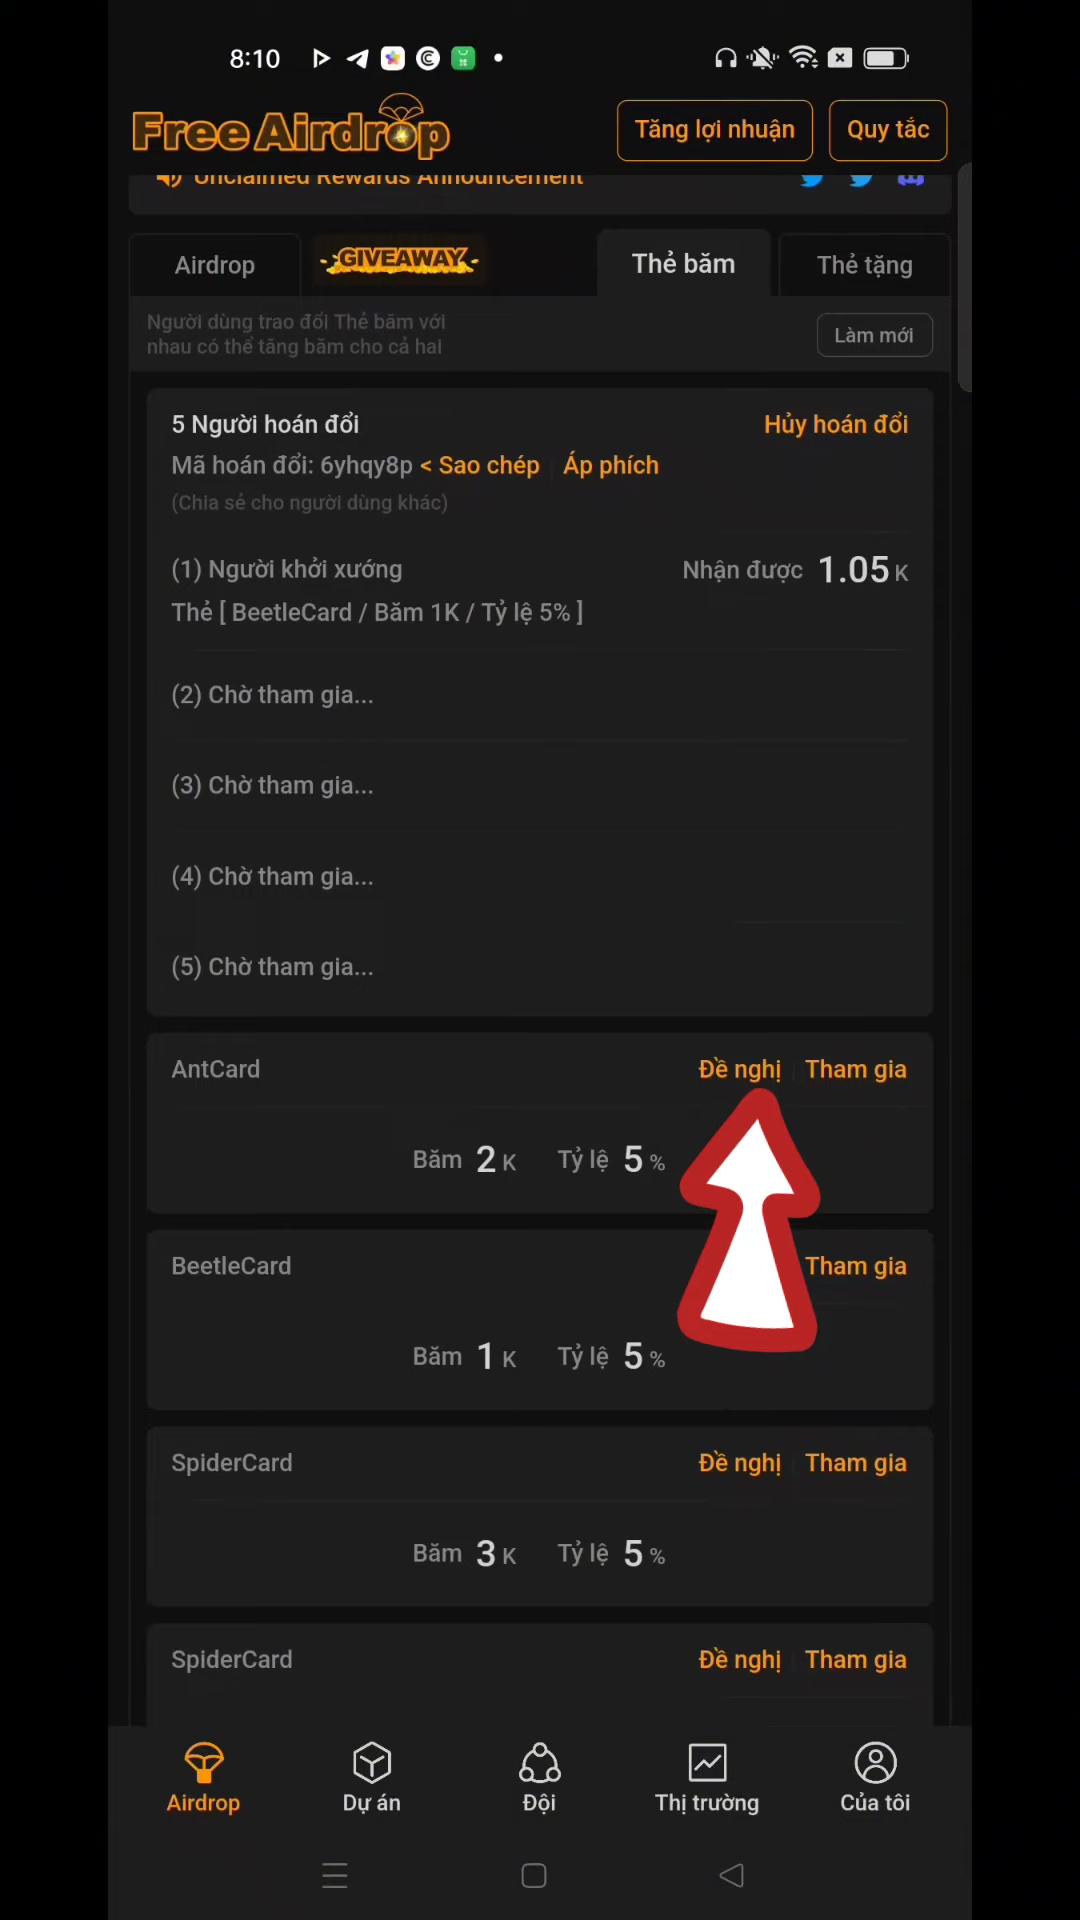 8:10
Free Airdrop
Tăng lợi nhuận
Quy tắc
Unclaimed Rewards Announcement
Airdrop
GIVEAWAY
Thẻ băm
Thẻ tặng
Người dùng trao đổi Thẻ băm với
nhau có thể tăng băm cho cả hai
Làm mới
5 Người hoán đổi
Hủy hoán đổi
Mã hoán đổi: 6yhqy8p < Sao chép Áp phích
(Chia sẻ cho người dùng khác)
(1) Người khởi xướng
Nhận được 1.05 K
Thẻ [ BeetleCard / Băm 1K / Tỷ lệ 5% ]
(2) Chờ tham gia...
(3) Chờ tham gia...
(4) Chờ tham gia...
(5) Chờ tham gia...
AntCard
Đề nghị
Tham gia
Băm 2 K Tỷ lệ 5 %
BeetleCard
Tham gia
Băm 1 K Tỷ lệ 5 %
SpiderCard
Đề nghị
Tham gia
Băm 3 K Tỷ lệ 5 %
SpiderCard
Đề nghị
Tham gia
Airdrop
Dự án
Đội
Thị trường
Của tôi